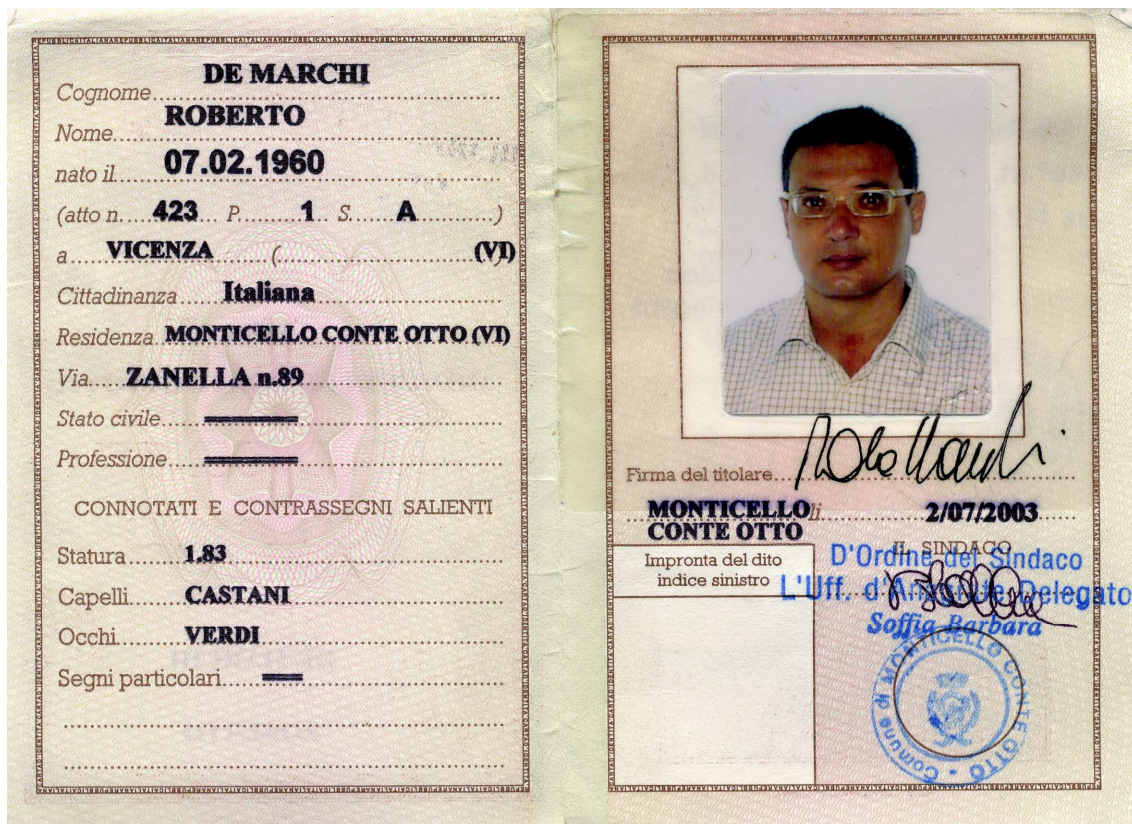 Cognome DE MARCHI
Nome ROBERTO
nato il 07.02.1960
(atto n. 423 P. 1 S. A )
a VICENZA ( (VI)
Cittadinanza Italiana
Residenza MONTICELLO CONTE OTTO (VI)
Via ZANELLA n.89
Stato civile
Professione
CONNOTATI E CONTRASSEGNI SALIENTI
Statura 1.83
Capelli CASTANI
Occhi VERDI
Segni particolari
Firma del titolare
MONTICELLO li 2/07/2003
CONTE OTTO
IL SINDACO
D'Ordine del Sindaco
L'Uff. d'Anagrafe Delegato
Soffia Barbara
Impronta del dito
indice sinistro
Comune di MONTICELLO CONTE OTTO